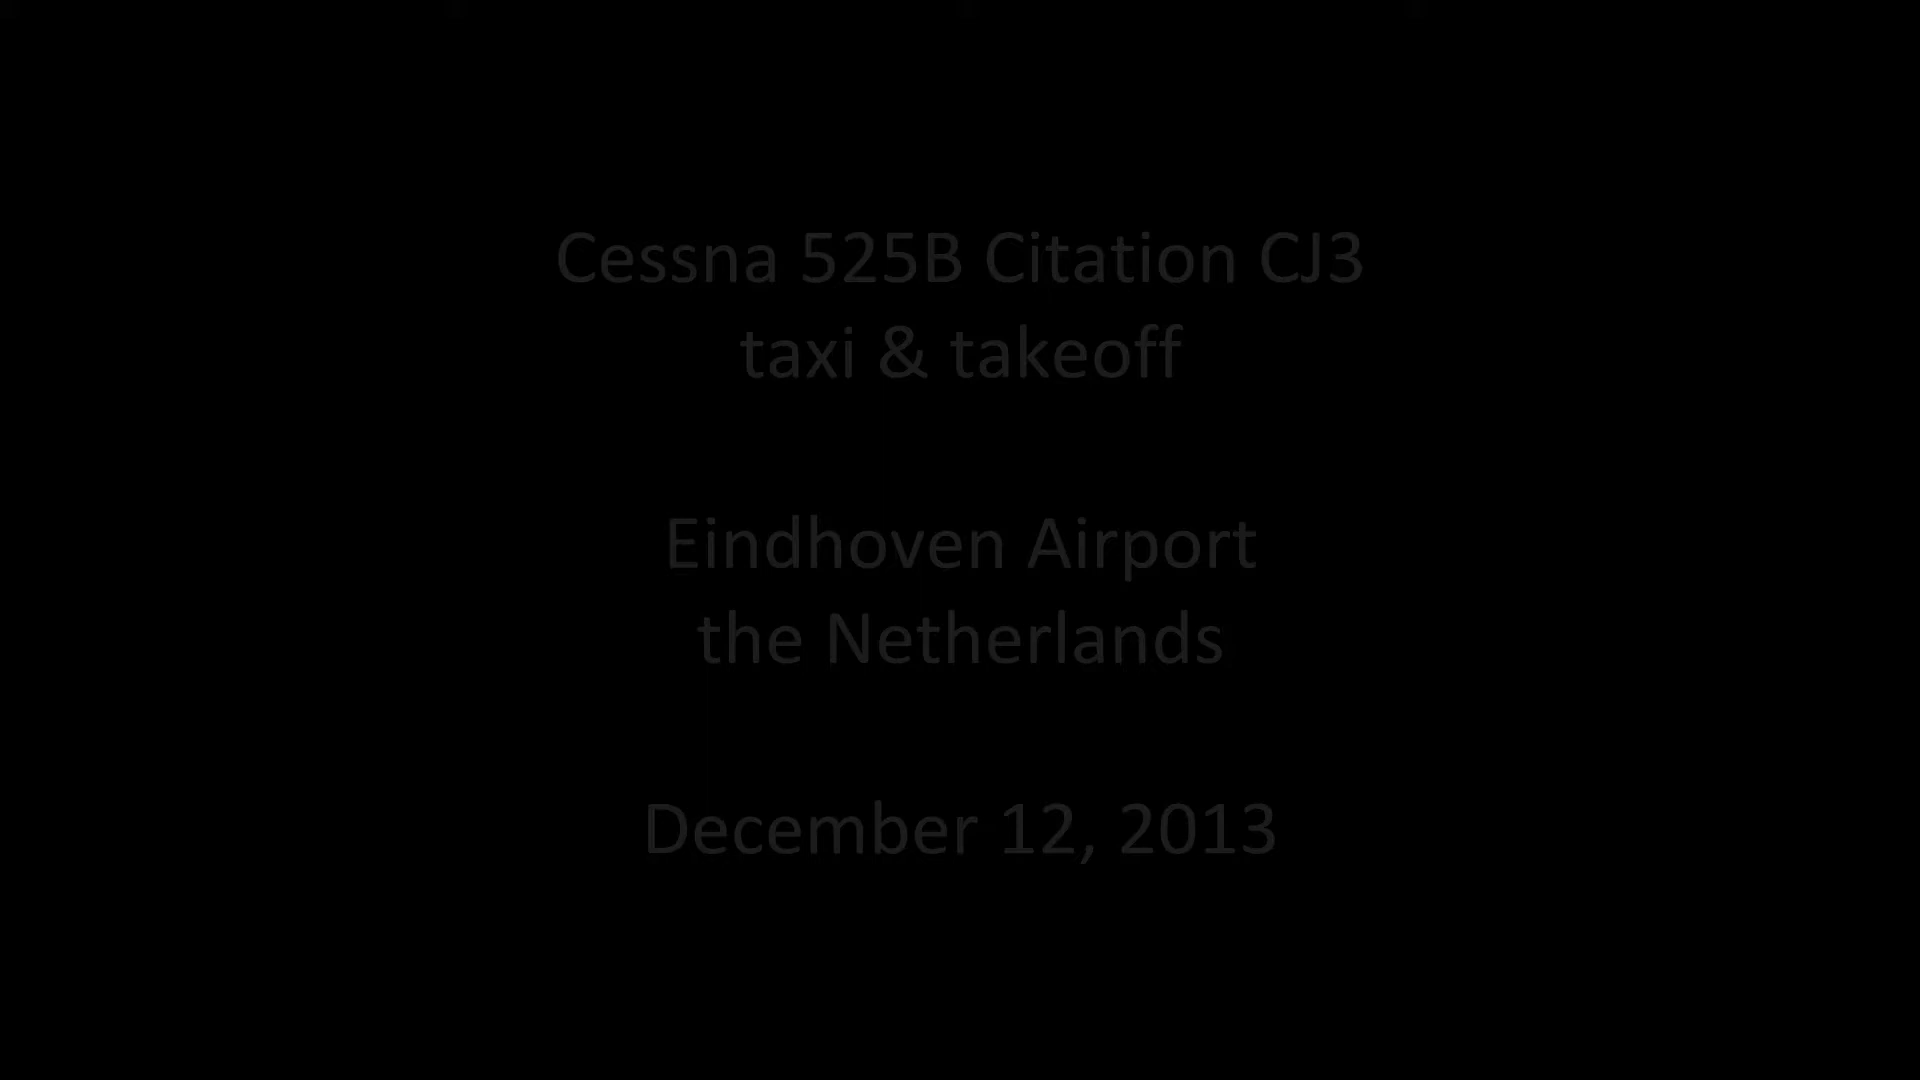 Cessna 525B Citation CJ3
taxi & takeoff
Eindhoven Airport
the Netherlands
December 12, 2013